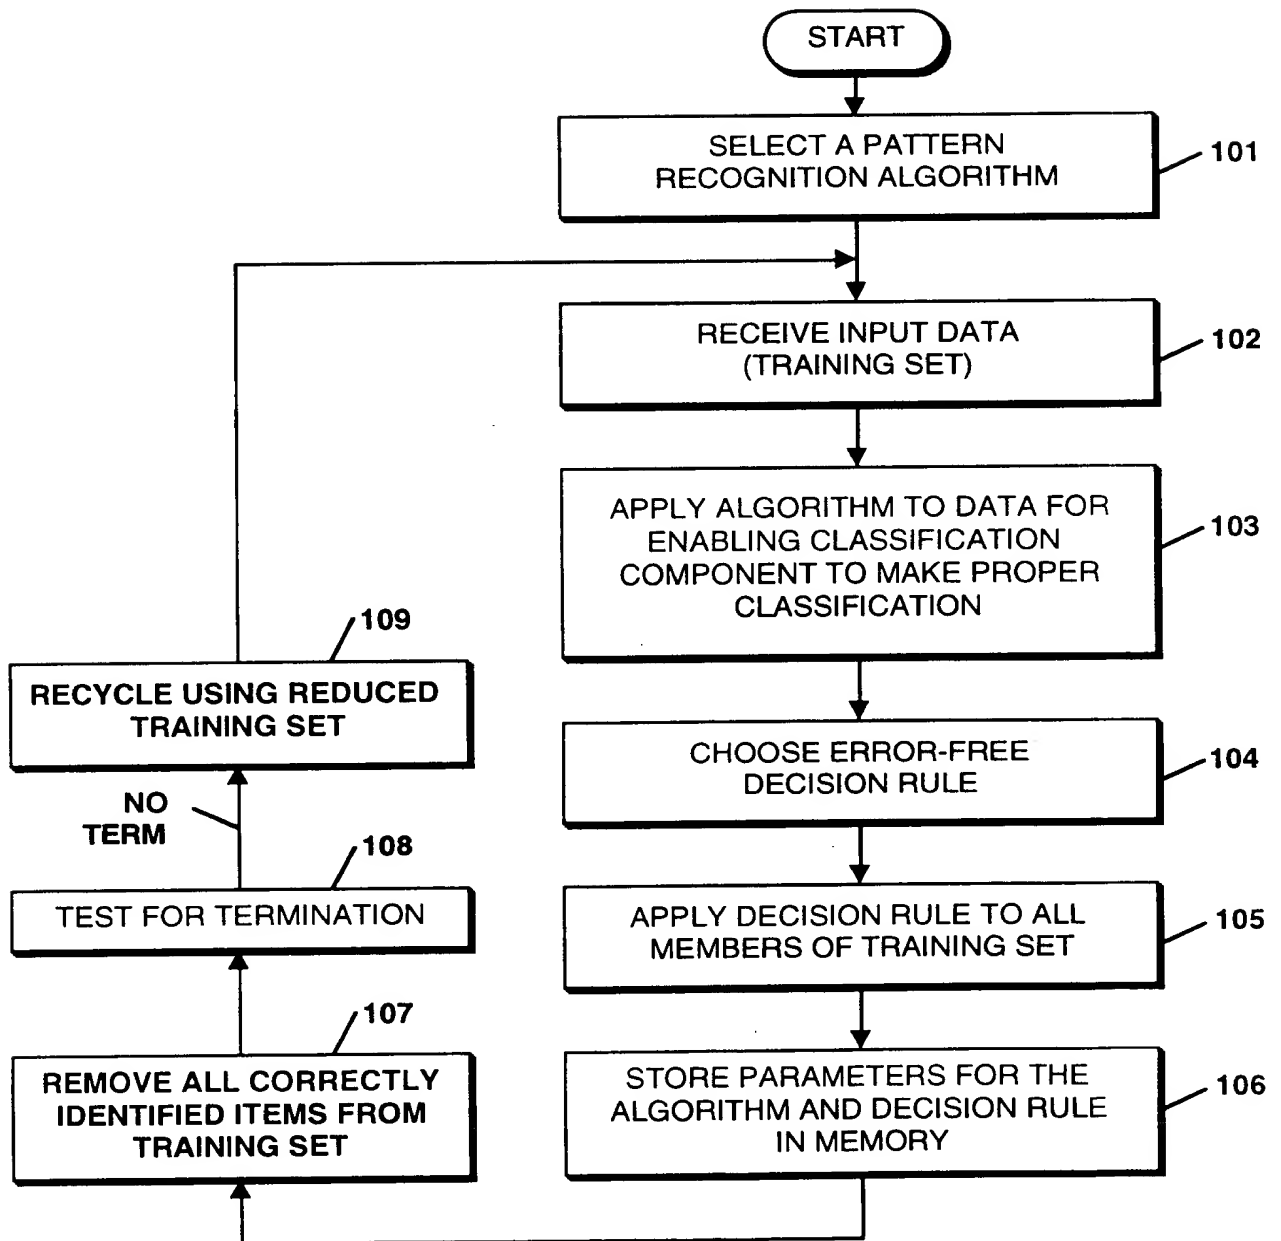 START
SELECT A PATTERN
RECOGNITION ALGORITHM
101
RECEIVE INPUT DATA
(TRAINING SET)
102
APPLY ALGORITHM TO DATA FOR
ENABLING CLASSIFICATION
COMPONENT TO MAKE PROPER
CLASSIFICATION
103
CHOOSE ERROR-FREE
DECISION RULE
104
APPLY DECISION RULE TO ALL
MEMBERS OF TRAINING SET
105
STORE PARAMETERS FOR THE
ALGORITHM AND DECISION RULE
IN MEMORY
106
107
REMOVE ALL CORRECTLY
IDENTIFIED ITEMS FROM
TRAINING SET
108
TEST FOR TERMINATION
NO
TERM
109
RECYCLE USING REDUCED
TRAINING SET